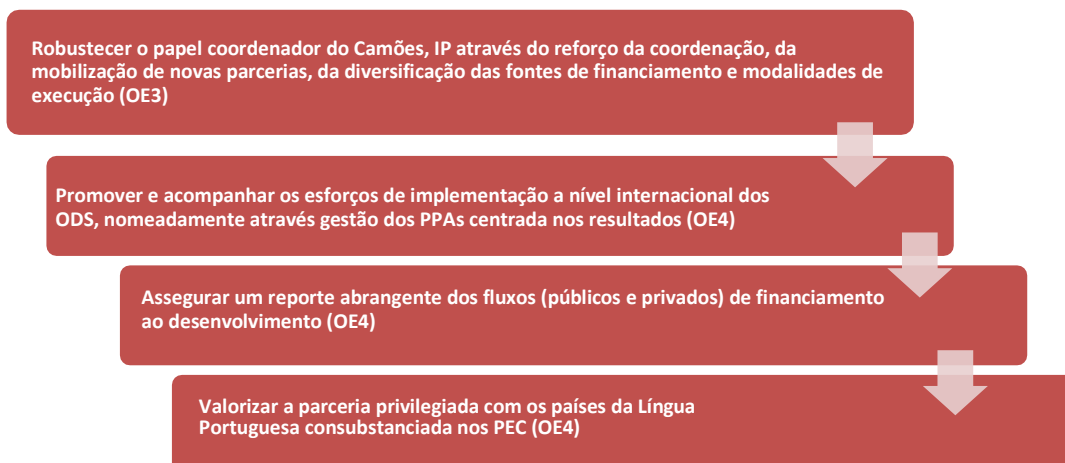 Robustecer o papel coordenador do Camões, IP através do reforço da coordenação, da
mobilização de novas parcerias, da diversificação das fontes de financiamento e modalidades de
execução (OE3)
Promover e acompanhar os esforços de implementação a nível internacional dos
ODS, nomeadamente através gestão dos PPAs centrada nos resultados (OE4)
Assegurar um reporte abrangente dos fluxos (públicos e privados) de financiamento
ao desenvolvimento (OE4)
Valorizar a parceria privilegiada com os países da Língua
Portuguesa consubstanciada nos PEC (OE4)